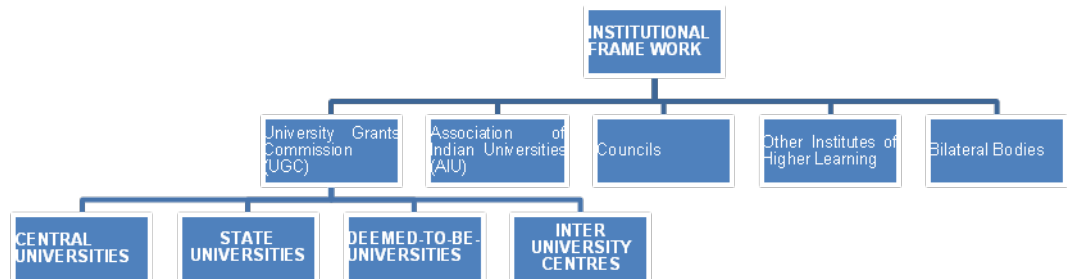 INSTITUTIONAL
FRAME WORK
University Grants
Commission
(UGC)
Association of
Indian Universities
(AIU)
Councils
Other Institutes of
Higher Learning
Bilateral Bodies
CENTRAL
UNIVERSITIES
STATE
UNIVERSITIES
DEEMED-TO-BE-
UNIVERSITIES
INTER
UNIVERSITY
CENTRES